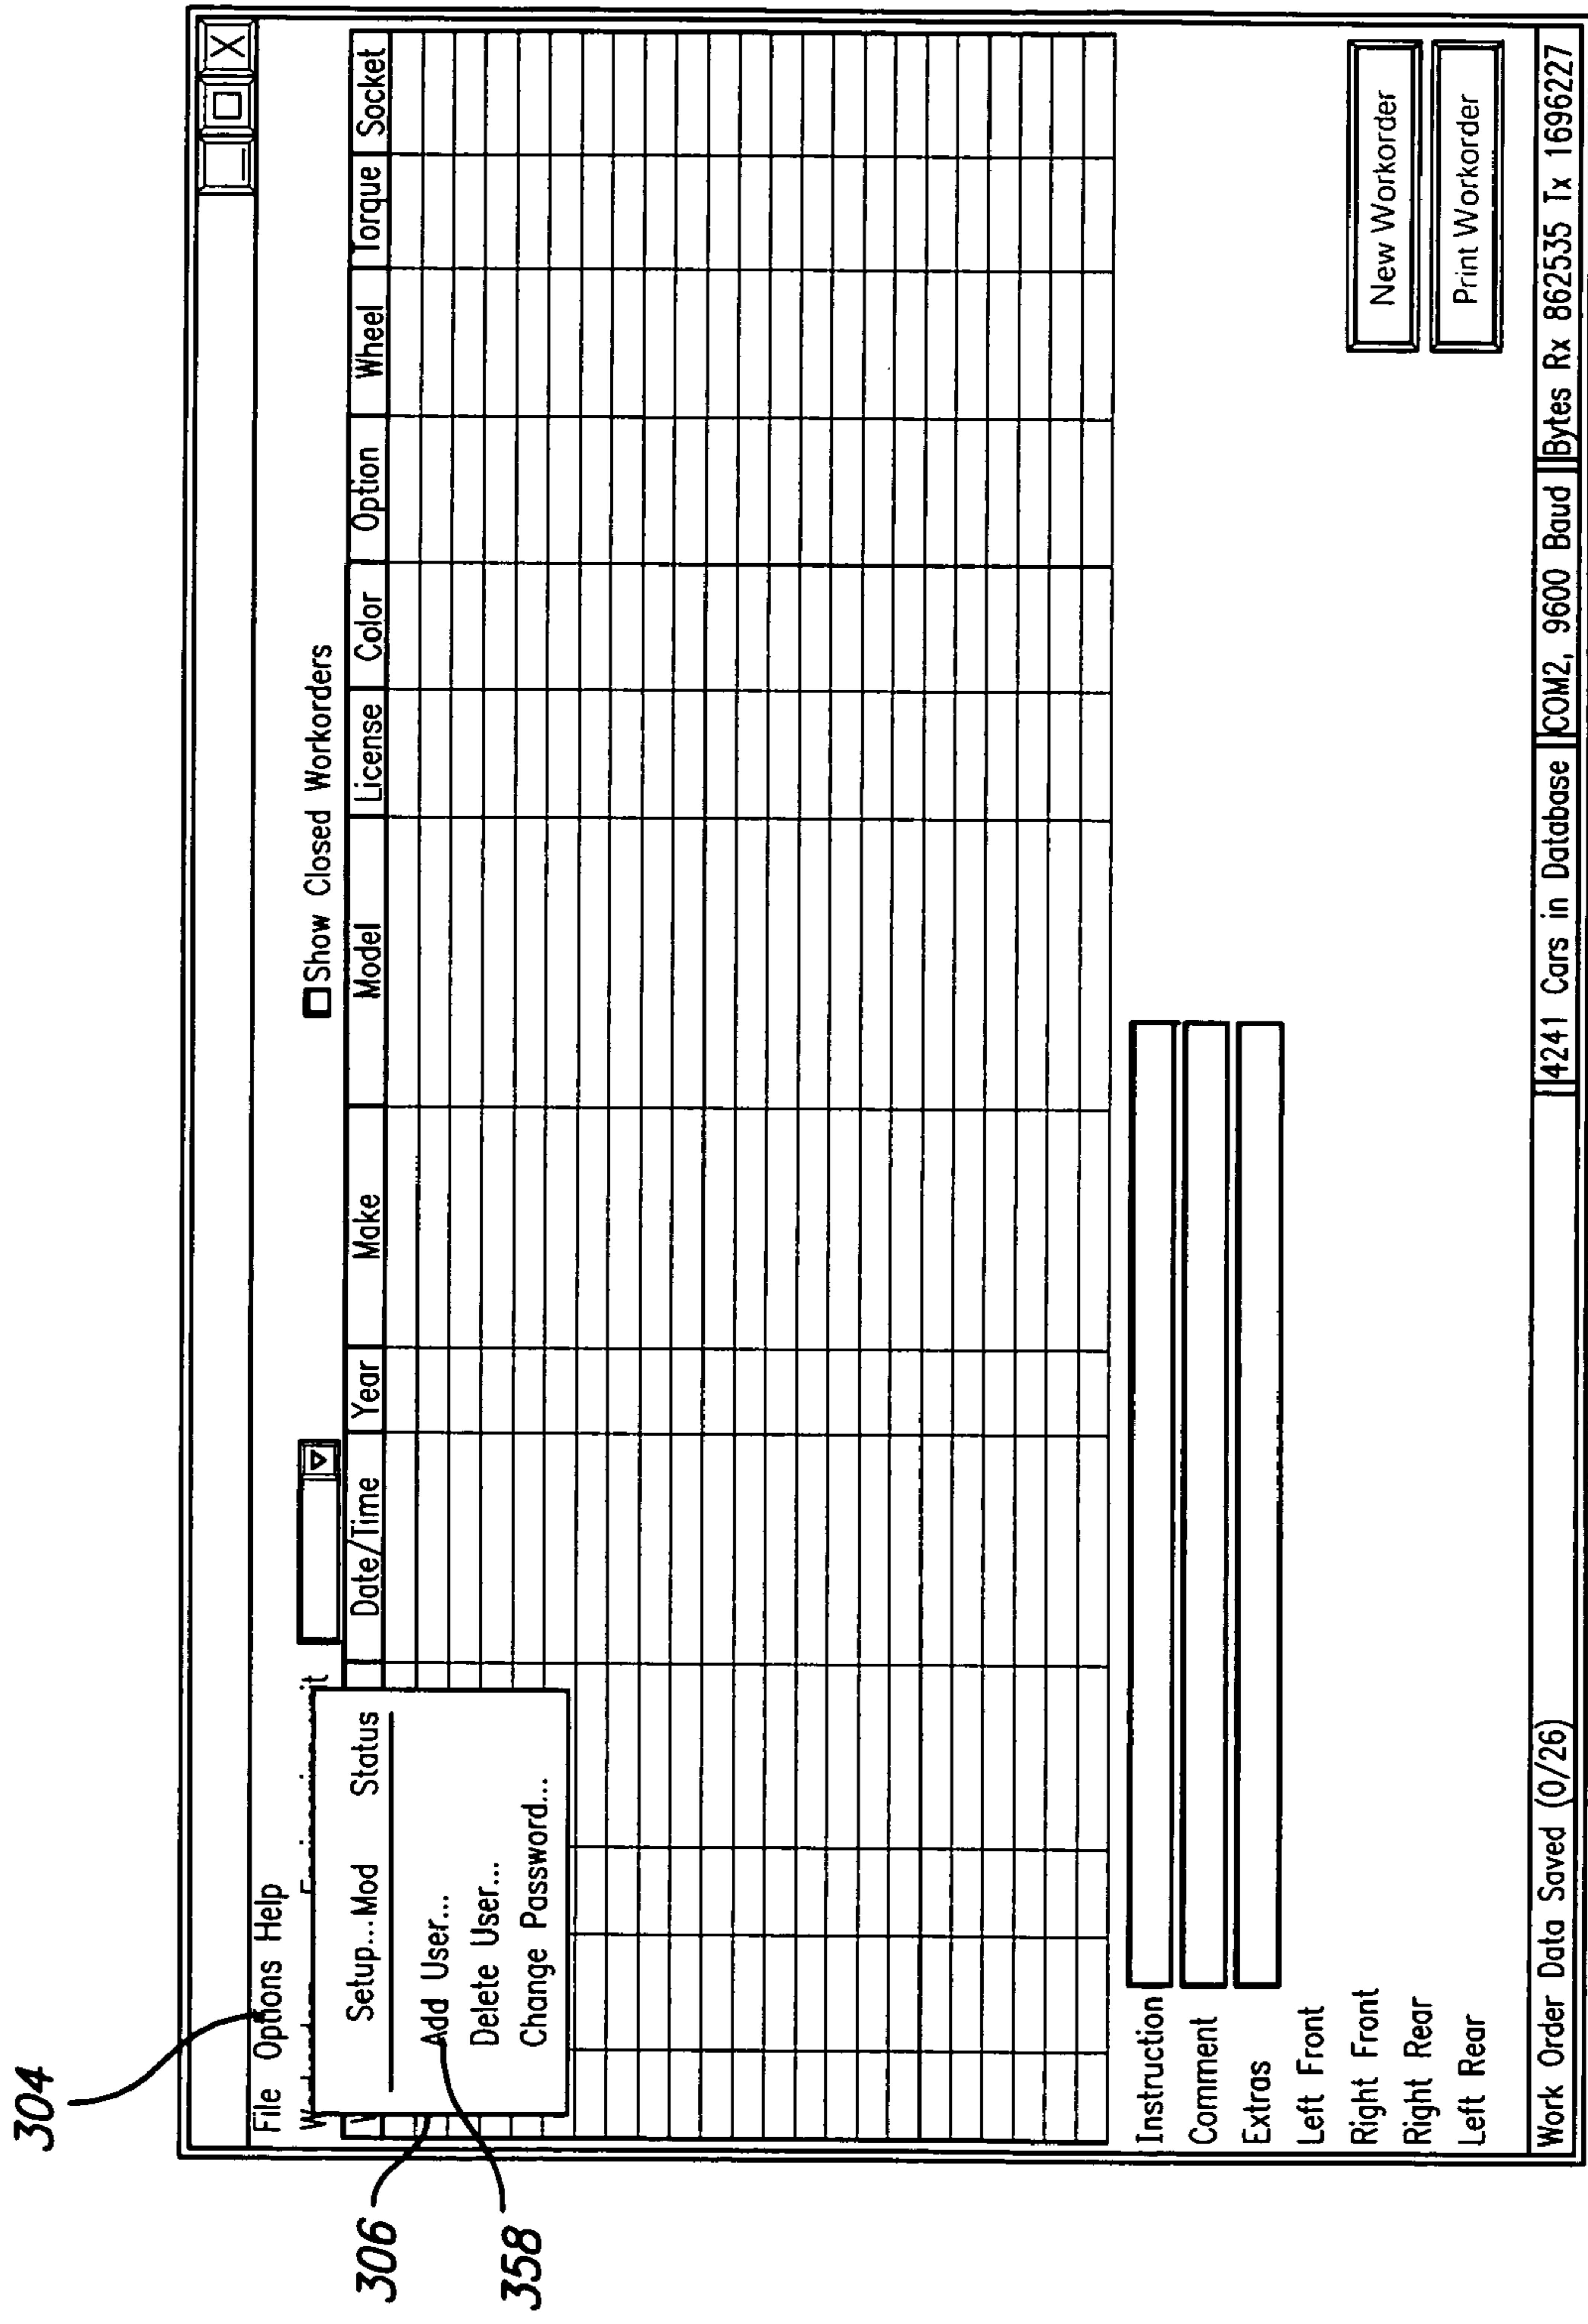 304
File Options Help
Show Closed Workorders
Date/Time Year Make Model License Color Option Wheel Torque Socket
306
Setup...Mod Status
358
Add User...
Delete User...
Change Password...
Instruction
Comment
Extras
Left Front
Right Front
Right Rear
Left Rear
New Workorder
Print Workorder
Work Order Data Saved (0/26) 4241 Cars in Database COM2, 9600 Baud Bytes Rx 862535 Tx 1696227